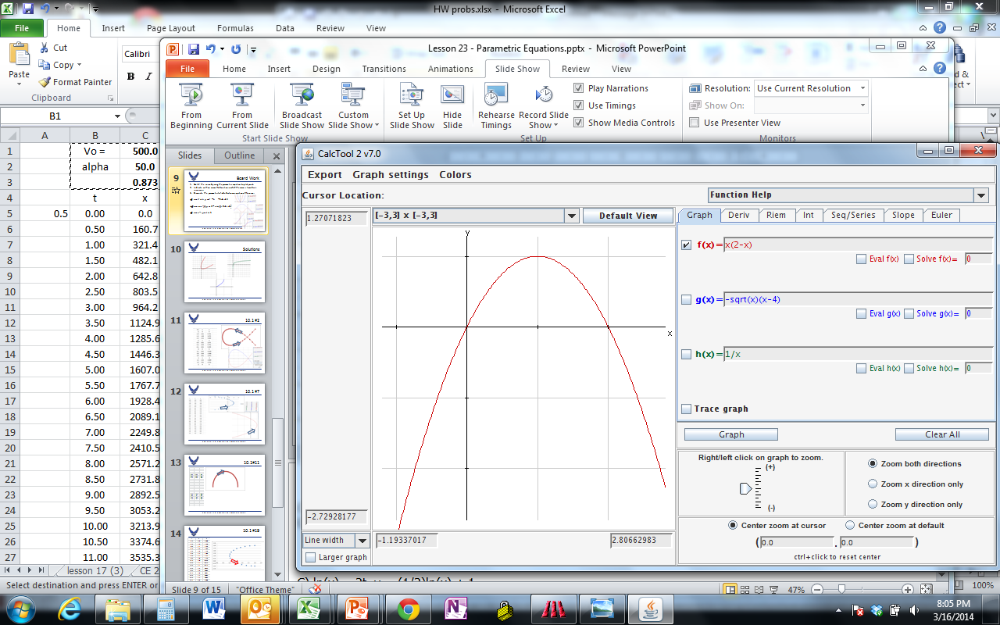 HW probs.xlsx - Microsoft Excel
File Home Insert Page Layout Formulas Data Review View
Paste
Cut
Copy
Format Painter
Clipboard
Calibri
B I
B1
A B C
1 Vo = 500.0
2 alpha 50.0
3 0.873
4 t x
5 0.5 0.00 0.0
6 0.50 160.7
7 1.00 321.4
8 1.50 482.1
9 2.00 642.8
10 2.50 803.5
11 3.00 964.2
12 3.50 1124.9
13 4.00 1285.6
14 4.50 1446.3
15 5.00 1607.0
16 5.50 1767.7
17 6.00 1928.4
18 6.50 2089.1
19 7.00 2249.8
20 7.50 2410.5
21 8.00 2571.2
22 8.50 2731.8
23 9.00 2892.5
24 9.50 3053.2
25 10.00 3213.9
26 10.50 3374.6
27 11.00 3535.3
lesson 17 (3) CE 2
Select destination and press ENTER or
100%
Lesson 23 - Parametric Equations.pptx - Microsoft PowerPoint
File Home Insert Design Transitions Animations Slide Show Review View
From Beginning
From Current Slide
Broadcast Slide Show
Custom Slide Show
Start Slide Show
Set Up Slide Show
Hide Slide
Rehearse Timings
Record Slide Show
Play Narrations
Use Timings
Show Media Controls
Set Up
Resolution: Use Current Resolution
Show On:
Use Presenter View
Monitors
Slides Outline
9 Board Work
10 Solutions
11 10.1#2
12 10.1#7
13 10.1#11
14 10.1#19
Slide 9 of 15 "Office Theme"
47%
CalcTool 2 v7.0
Export Graph settings Colors
Cursor Location:
Function Help
1.27071823
[-3,3] x [-3,3]
Default View
Y
X
-2.72928177
Line width
-1.19337017
2.80662983
Larger graph
Graph Deriv Riem Int Seq/Series Slope Euler
f(x)= x(2-x)
Eval f(x) Solve f(x)= 0
g(x)= -sqrt(x)(x-4)
Eval g(x) Solve g(x)= 0
h(x)= 1/x
Eval h(x) Solve h(x)= 0
Trace graph
Graph Clear All
Right/left click on graph to zoom.
(+)
(-)
Zoom both directions
Zoom x direction only
Zoom y direction only
Center zoom at cursor Center zoom at default
( 0.0 , 0.0 )
ctrl+click to reset center
8:05 PM
3/16/2014